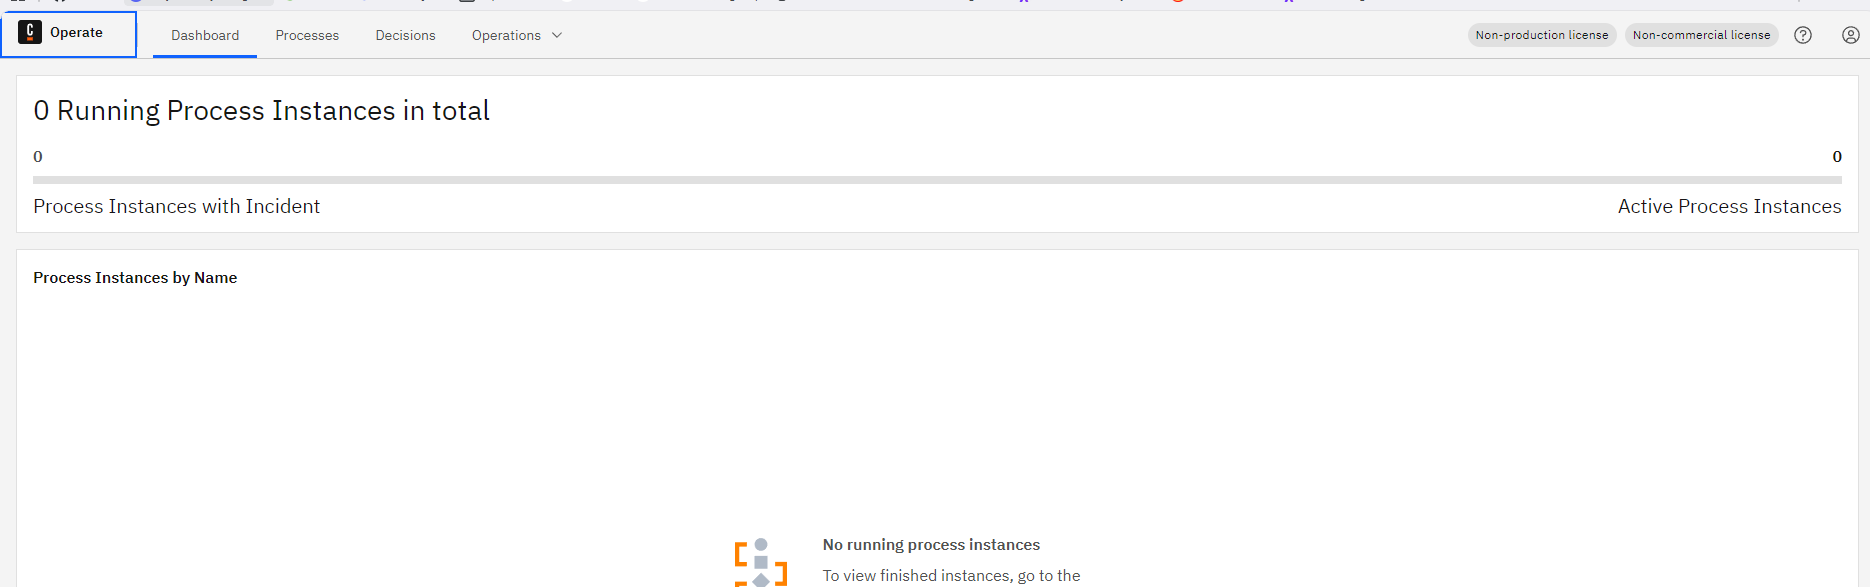 C Operate Dashboard Processes Decisions Operations Non-production license Non-commercial license ?
0 Running Process Instances in total
0 0
Process Instances with Incident Active Process Instances
Process Instances by Name
No running process instances
To view finished instances, go to the